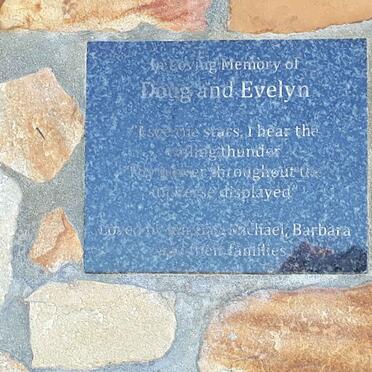 In Loving Memory of
Doug and Evelyn
"I see the stars, I hear the
rolling thunder
Thy power throughout the
universe displayed"
Loved by Michael, Barbara
and their families